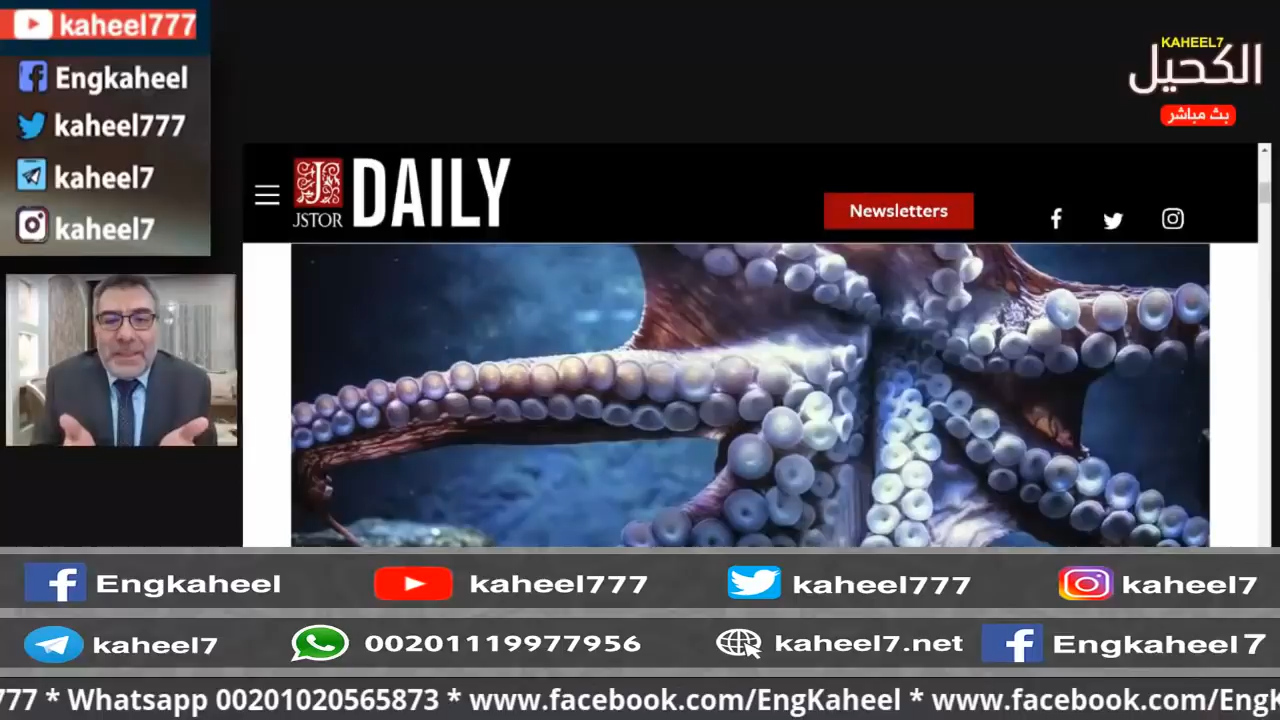 kaheel777
Engkaheel
kaheel777
kaheel7
kaheel7
KAHEEL7
الكحيل
بث مباشر
JSTOR
DAILY
Newsletters
Engkaheel kaheel777 kaheel777 kaheel7
kaheel7 00201119977956 kaheel7.net Engkaheel7
777 * Whatsapp 00201020565873 * www.facebook.com/EngKaheel * www.facebook.com/EngK